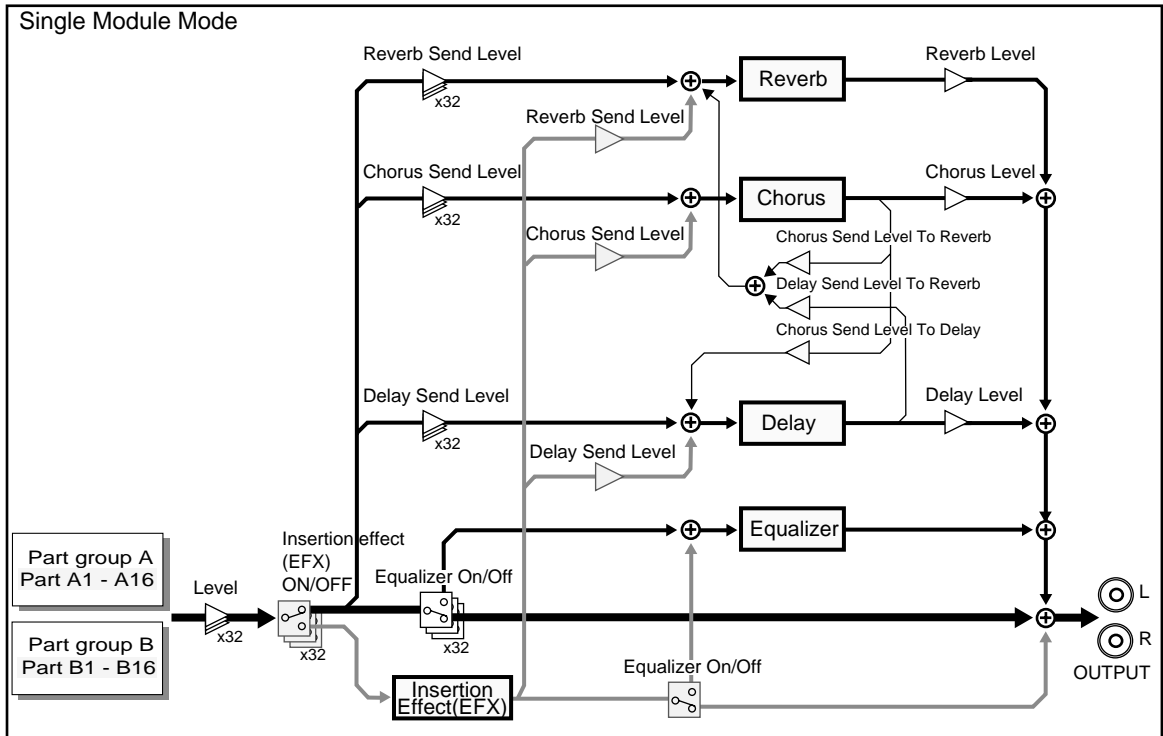 Single Module Mode
Reverb Send Level
x32
Reverb
Reverb Level
Reverb Send Level
Chorus Send Level
x32
Chorus
Chorus Level
Chorus Send Level
Chorus Send Level To Reverb
Delay Send Level To Reverb
Chorus Send Level To Delay
Delay Send Level
x32
Delay
Delay Level
Delay Send Level
Equalizer
Part group A
Part A1 - A16
Part group B
Part B1 - B16
Level
x32
Insertion effect
(EFX)
ON/OFF
x32
Equalizer On/Off
x32
Insertion
Effect(EFX)
Equalizer On/Off
L
R
OUTPUT